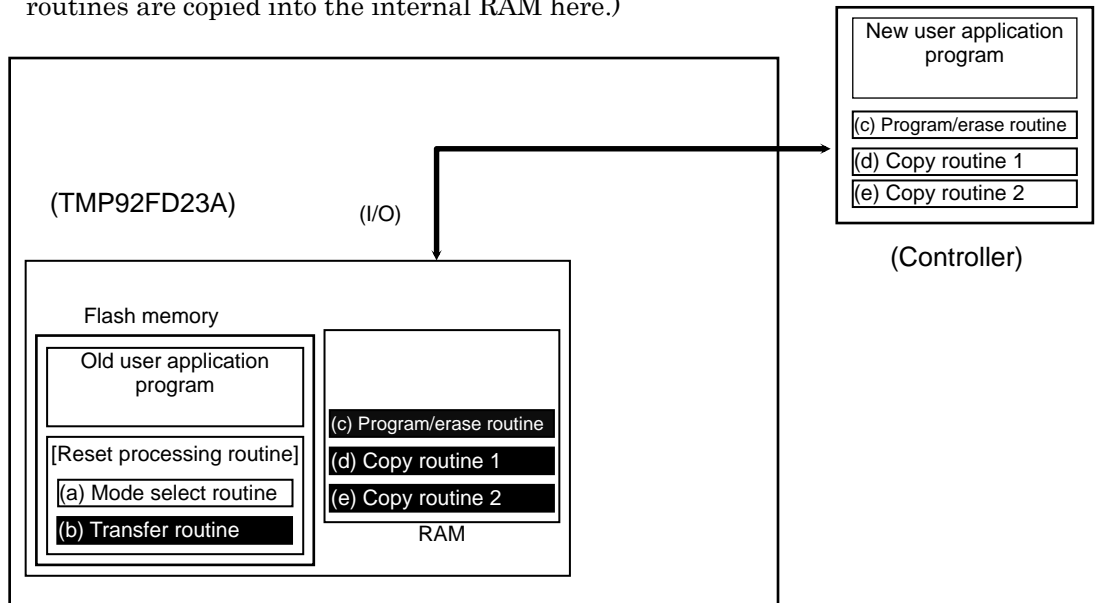 routines are copied into the internal RAM here.)
New user application
program
(c) Program/erase routine
(d) Copy routine 1
(e) Copy routine 2
(Controller)
(TMP92FD23A)
(I/O)
Flash memory
Old user application
program
[Reset processing routine]
(a) Mode select routine
(b) Transfer routine
(c) Program/erase routine
(d) Copy routine 1
(e) Copy routine 2
RAM